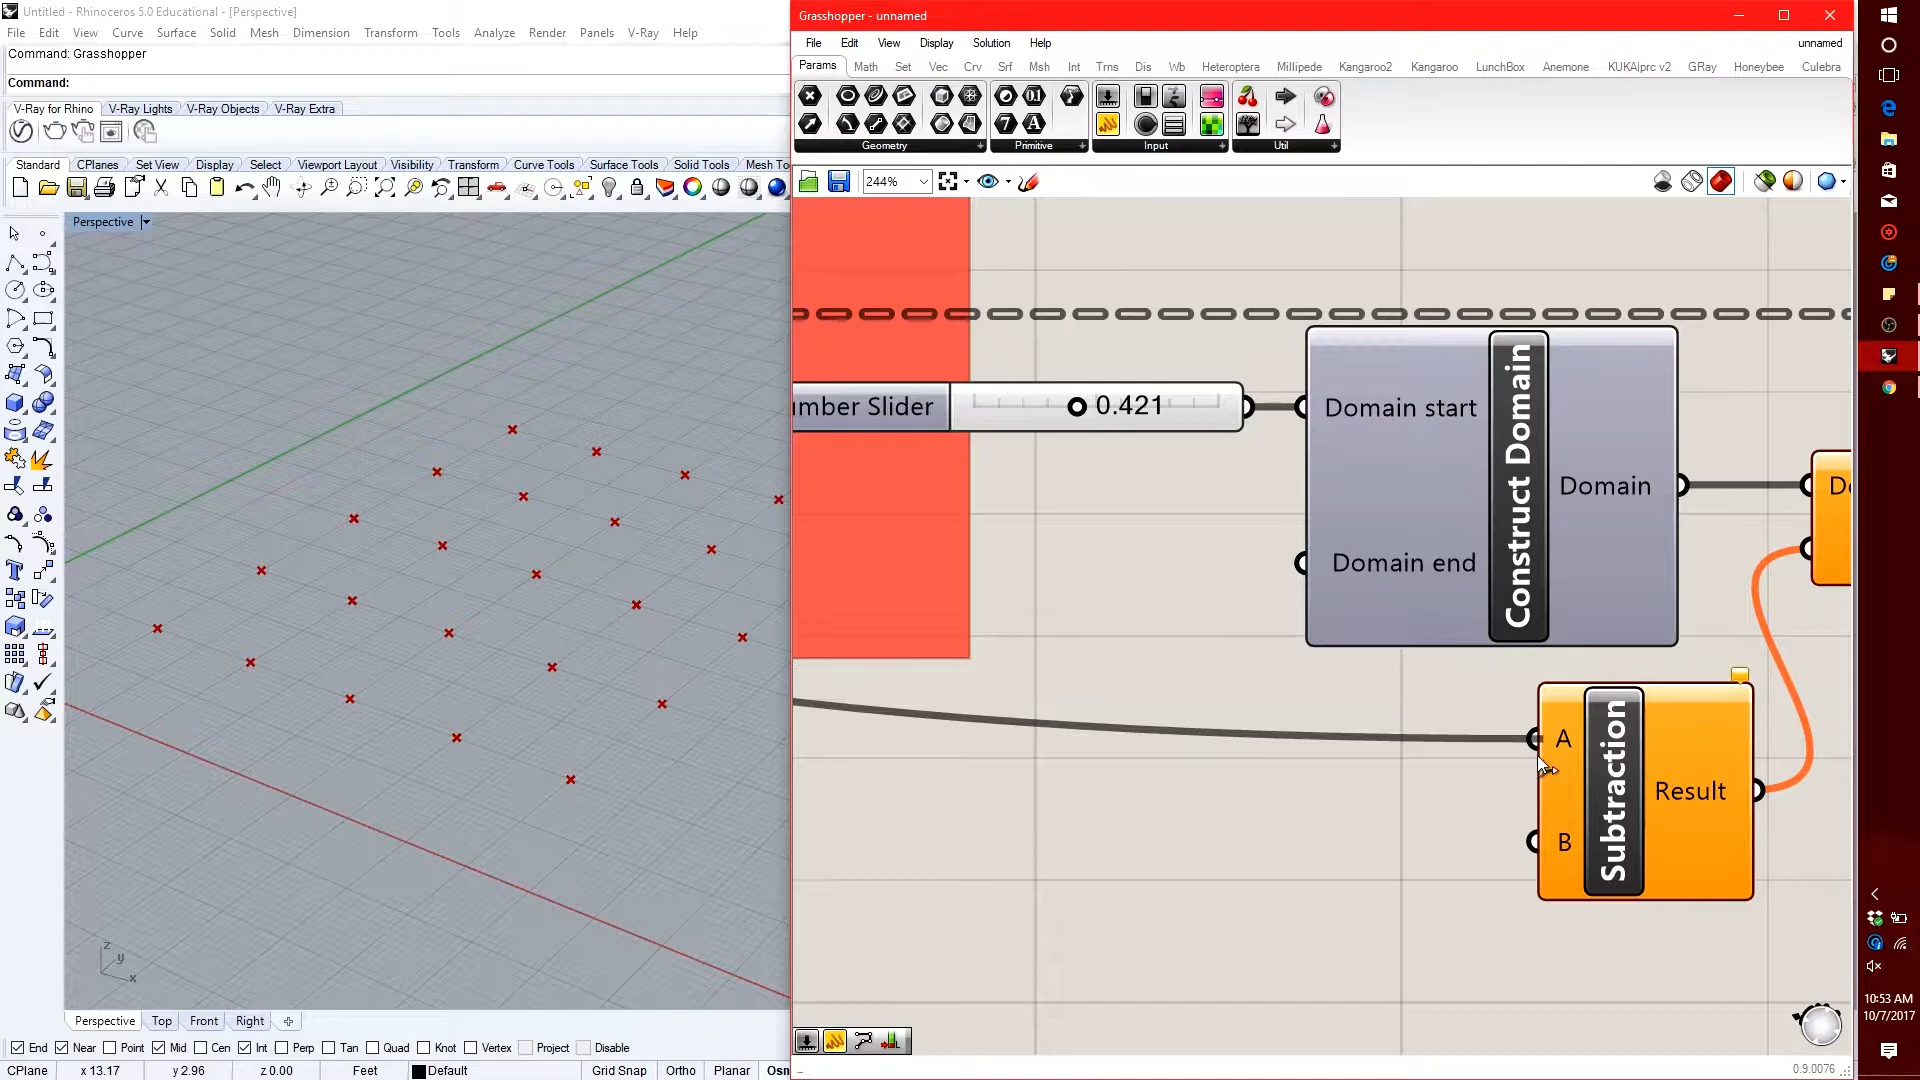 Untitled - Rhinoceros 5.0 Educational - [Perspective]
File Edit View Curve Surface Solid Mesh Dimension Transform Tools Analyze Render Panels V-Ray Help
Command: Grasshopper
Command:
V-Ray for Rhino V-Ray Lights V-Ray Objects V-Ray Extra
Standard CPlanes Set View Display Select Viewport Layout Visibility Transform Curve Tools Surface Tools Solid Tools Mesh To
Perspective
z
y
x
Perspective Top Front Right
End Near Point Mid Cen Int Perp Tan Quad Knot Vertex Project Disable
CPlane x 13.17 y 2.96 z 0.00 Feet Default Grid Snap Ortho Planar Osn
Grasshopper - unnamed
File Edit View Display Solution Help unnamed
Params Math Set Vec Crv Srf Msh Int Trns Dis Wb Heteroptera Millipede Kangaroo2 Kangaroo LunchBox Anemone KUKA|prc v2 GRay Honeybee Culebra
Geometry Primitive Input Util
244%
umber Slider 0.421
Domain start
Domain end
Construct Domain
Domain
A
B
Subtraction
Result
0.9.0076
10:53 AM
10/7/2017